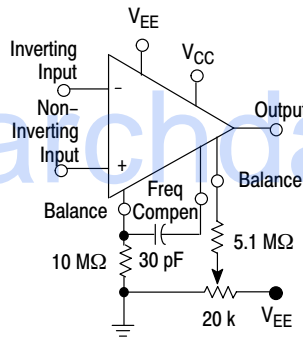 VEE
Inverting
Input
VCC
−
Non–
Inverting
Input
Output
+
Freq
Compen
Balance
Balance
10 MΩ
30 pF
5.1 MΩ
20 k
VEE
archda